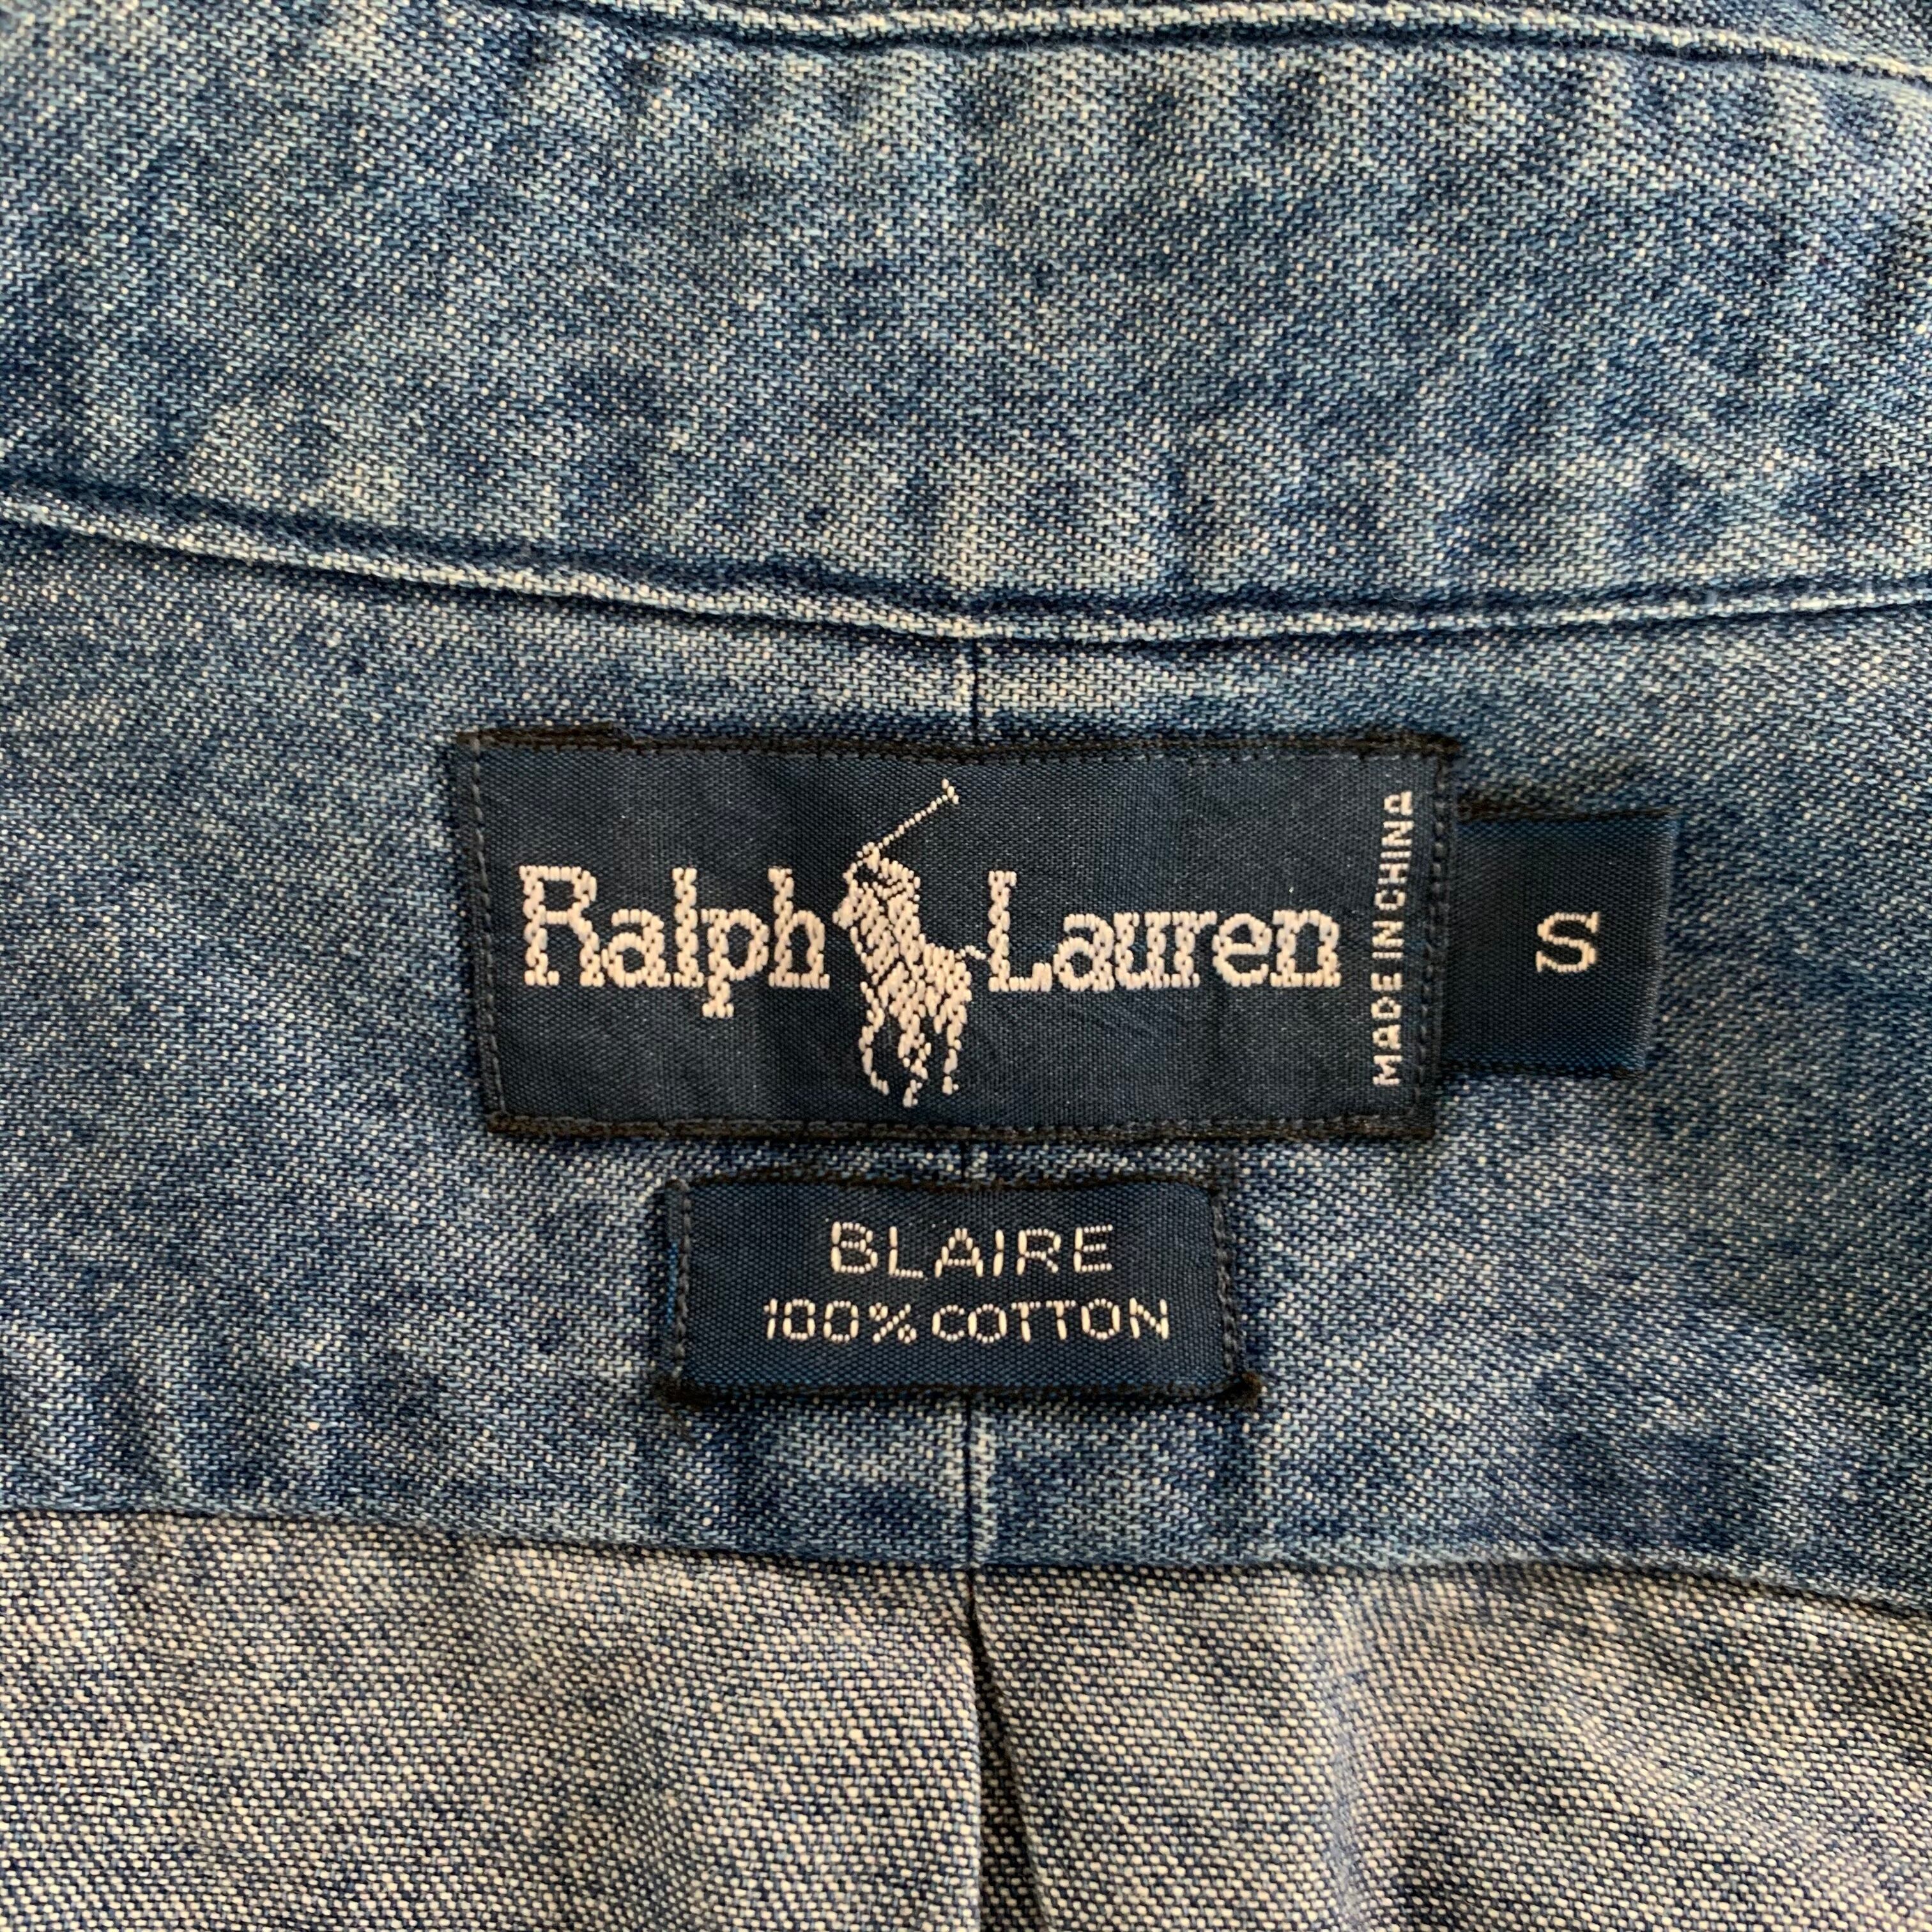 Ralph Lauren
MADE IN CHINA
S
BLAIRE
100% COTTON